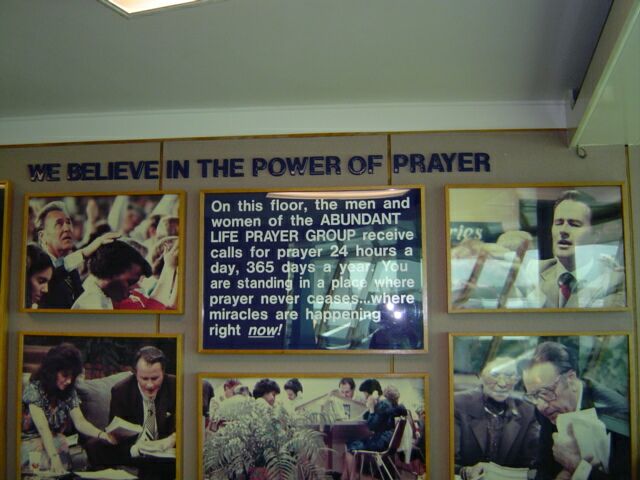 WE BELIEVE IN THE POWER OF PRAYER
On this floor, the men and
women of the ABUNDANT
LIFE PRAYER GROUP receive
calls for prayer 24 hours a
day, 365 days a year. You
are standing in a place where
prayer never ceases...where
miracles are happening
right now!
ries